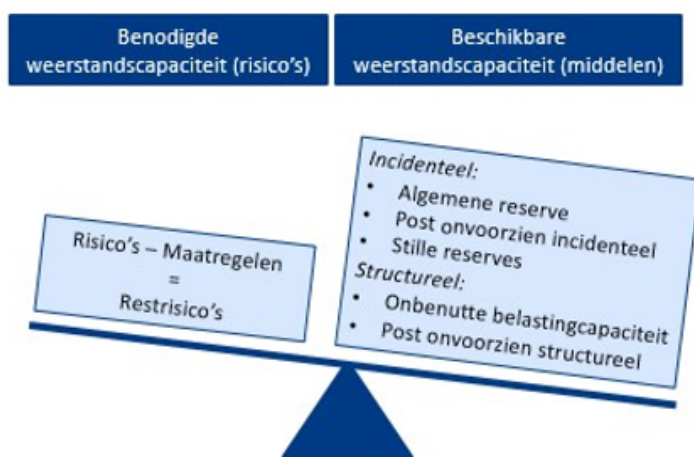 Benodigde
weerstandscapaciteit (risico's)
Beschikbare
weerstandscapaciteit (middelen)
Risico's – Maatregelen
=
Restrisico's
Incidenteel:
• Algemene reserve
• Post onvoorzien incidenteel
• Stille reserves
Structureel:
• Onbenutte belastingcapaciteit
• Post onvoorzien structureel